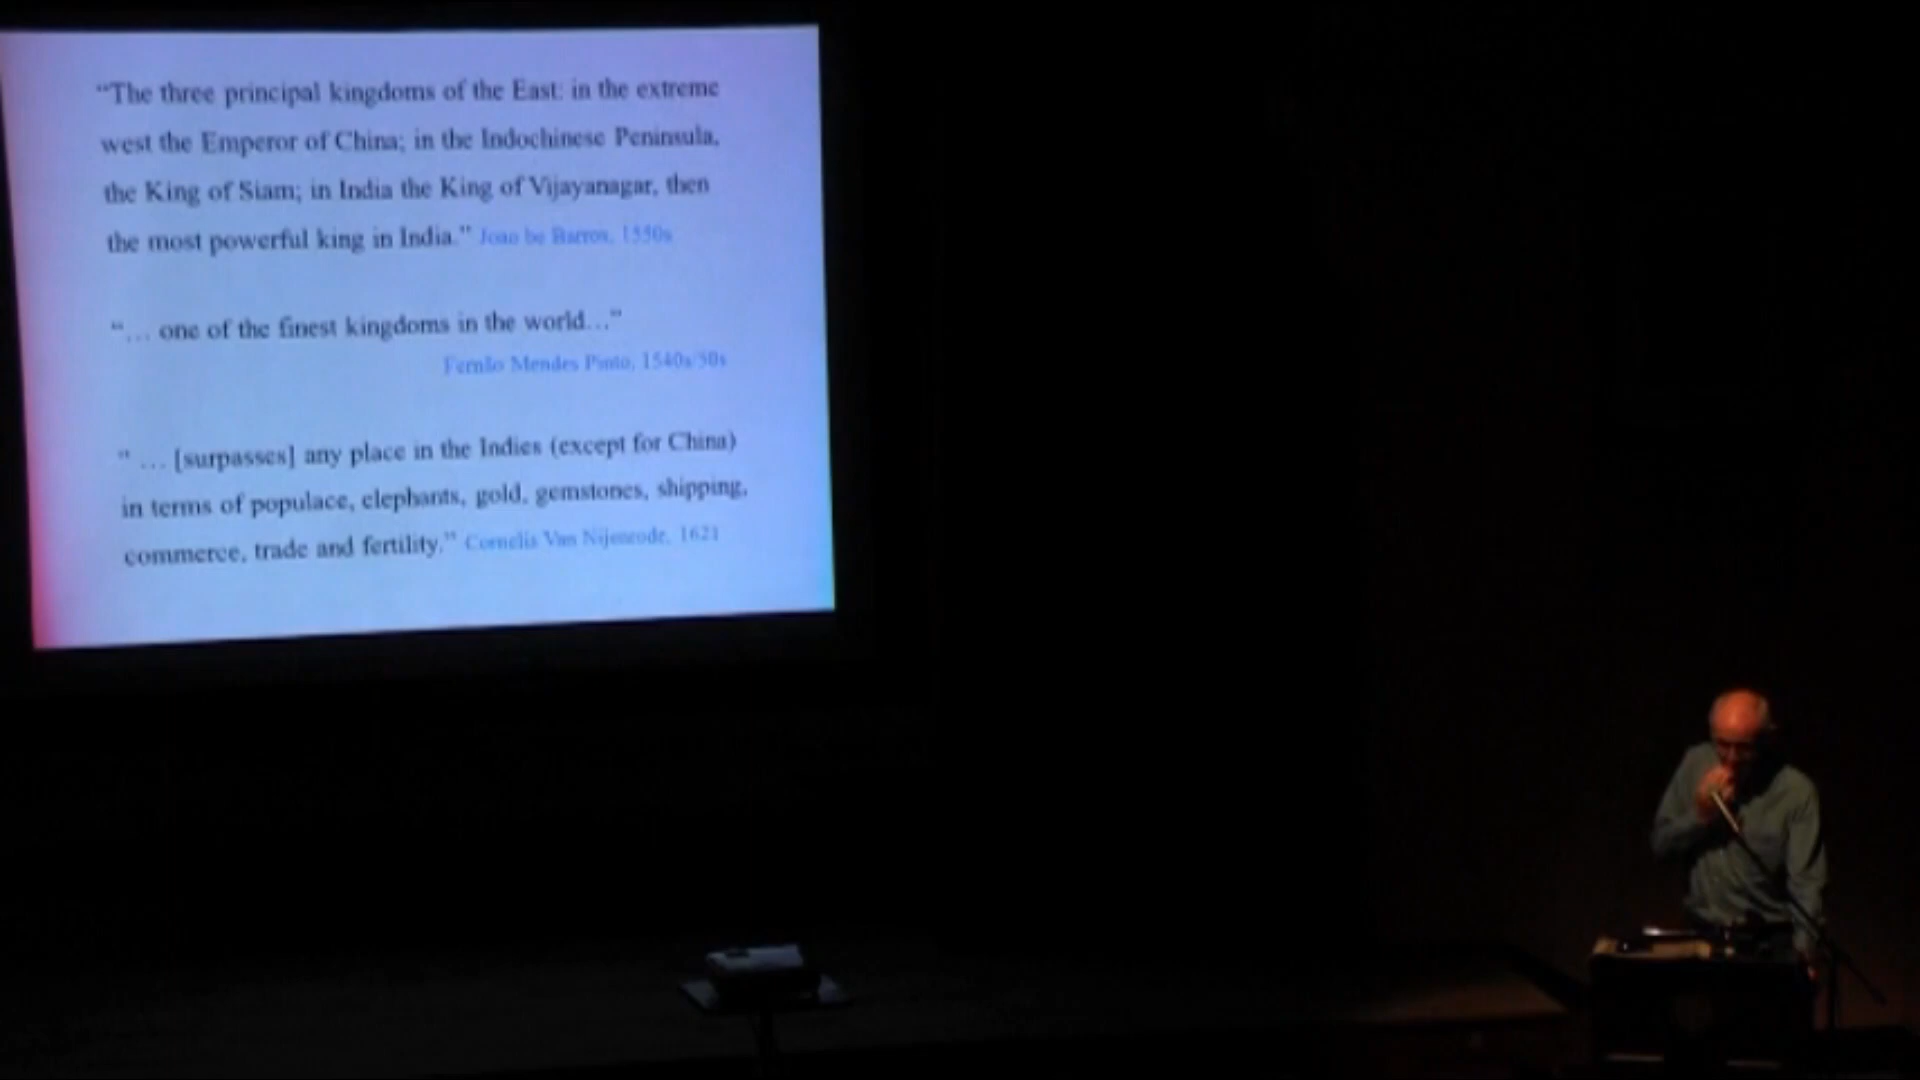 “The three principal kingdoms of the East: in the extreme
west the Emperor of China; in the Indochinese Peninsula,
the King of Siam; in India the King of Vijayanagar, then
the most powerful king in India.” Joao be Barros, 1550s
“… one of the finest kingdoms in the world…”
Fernão Mendes Pinto, 1540s/50s
” … [surpasses] any place in the Indies (except for China)
in terms of populace, elephants, gold, gemstones, shipping,
commerce, trade and fertility.” Cornelis Van Nijenrode, 1621